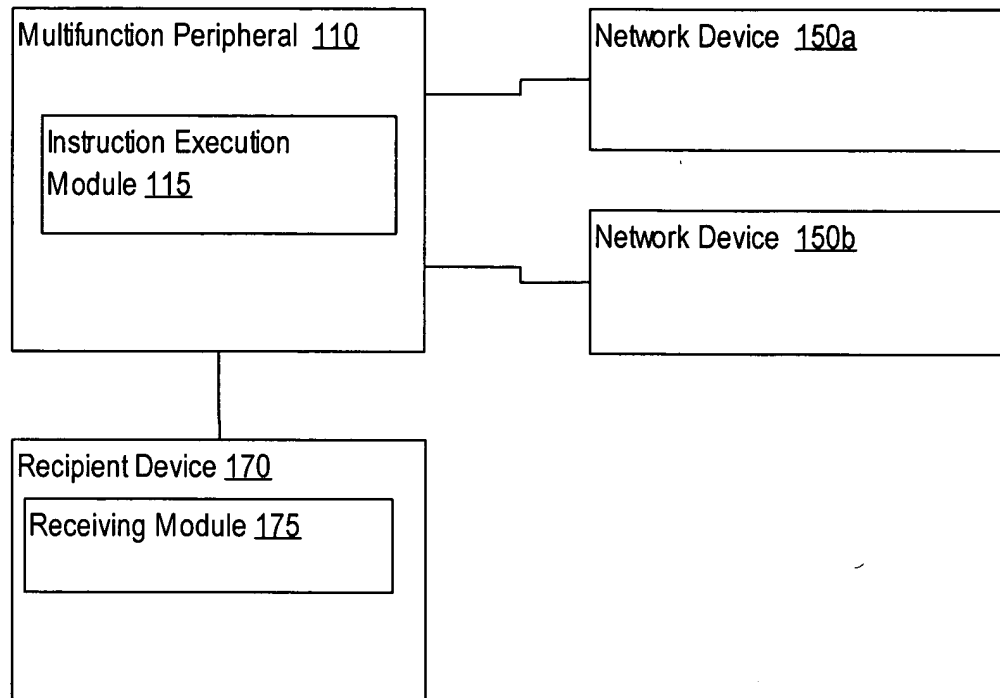 Multifunction Peripheral 110
Instruction Execution
Module 115
Network Device 150a
Network Device 150b
Recipient Device 170
Receiving Module 175